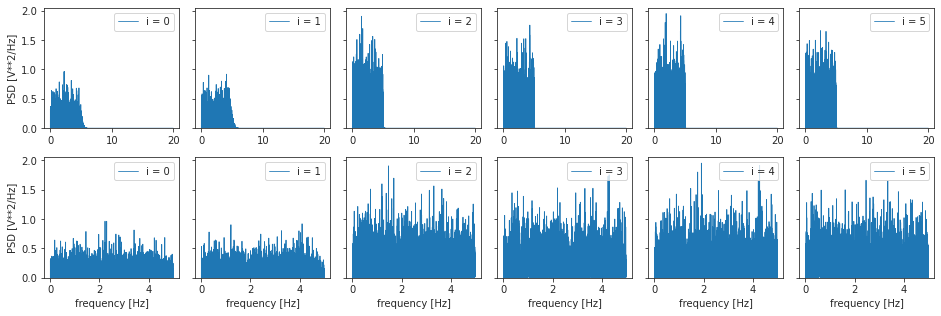 PSD [V**2/Hz]
2.0
1.5
1.0
0.5
0.0
i = 0
i = 1
i = 2
i = 3
i = 4
i = 5
0 10 20 0 10 20 0 10 20 0 10 20 0 10 20 0 10 20
PSD [V**2/Hz]
2.0
1.5
1.0
0.5
0.0
i = 0
i = 1
i = 2
i = 3
i = 4
i = 5
0 2 4 0 2 4 0 2 4 0 2 4 0 2 4 0 2 4
frequency [Hz] frequency [Hz] frequency [Hz] frequency [Hz] frequency [Hz] frequency [Hz]